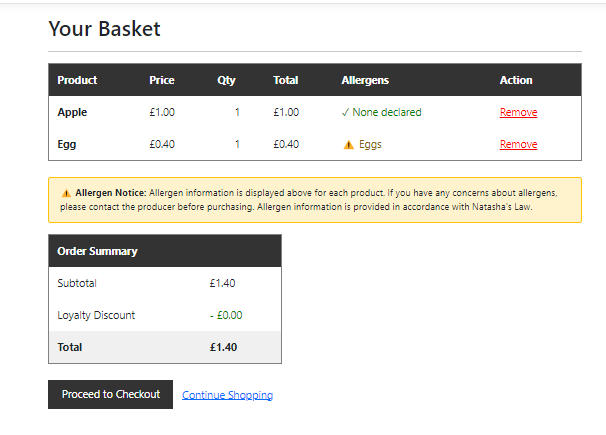 Your Basket
Product Price Qty Total Allergens Action
Apple £1.00 1 £1.00 ✓ None declared Remove
Egg £0.40 1 £0.40 ⚠ Eggs Remove
⚠ Allergen Notice: Allergen information is displayed above for each product. If you have any concerns about allergens,
please contact the producer before purchasing. Allergen information is provided in accordance with Natasha's Law.
Order Summary
Subtotal £1.40
Loyalty Discount - £0.00
Total £1.40
Proceed to Checkout Continue Shopping